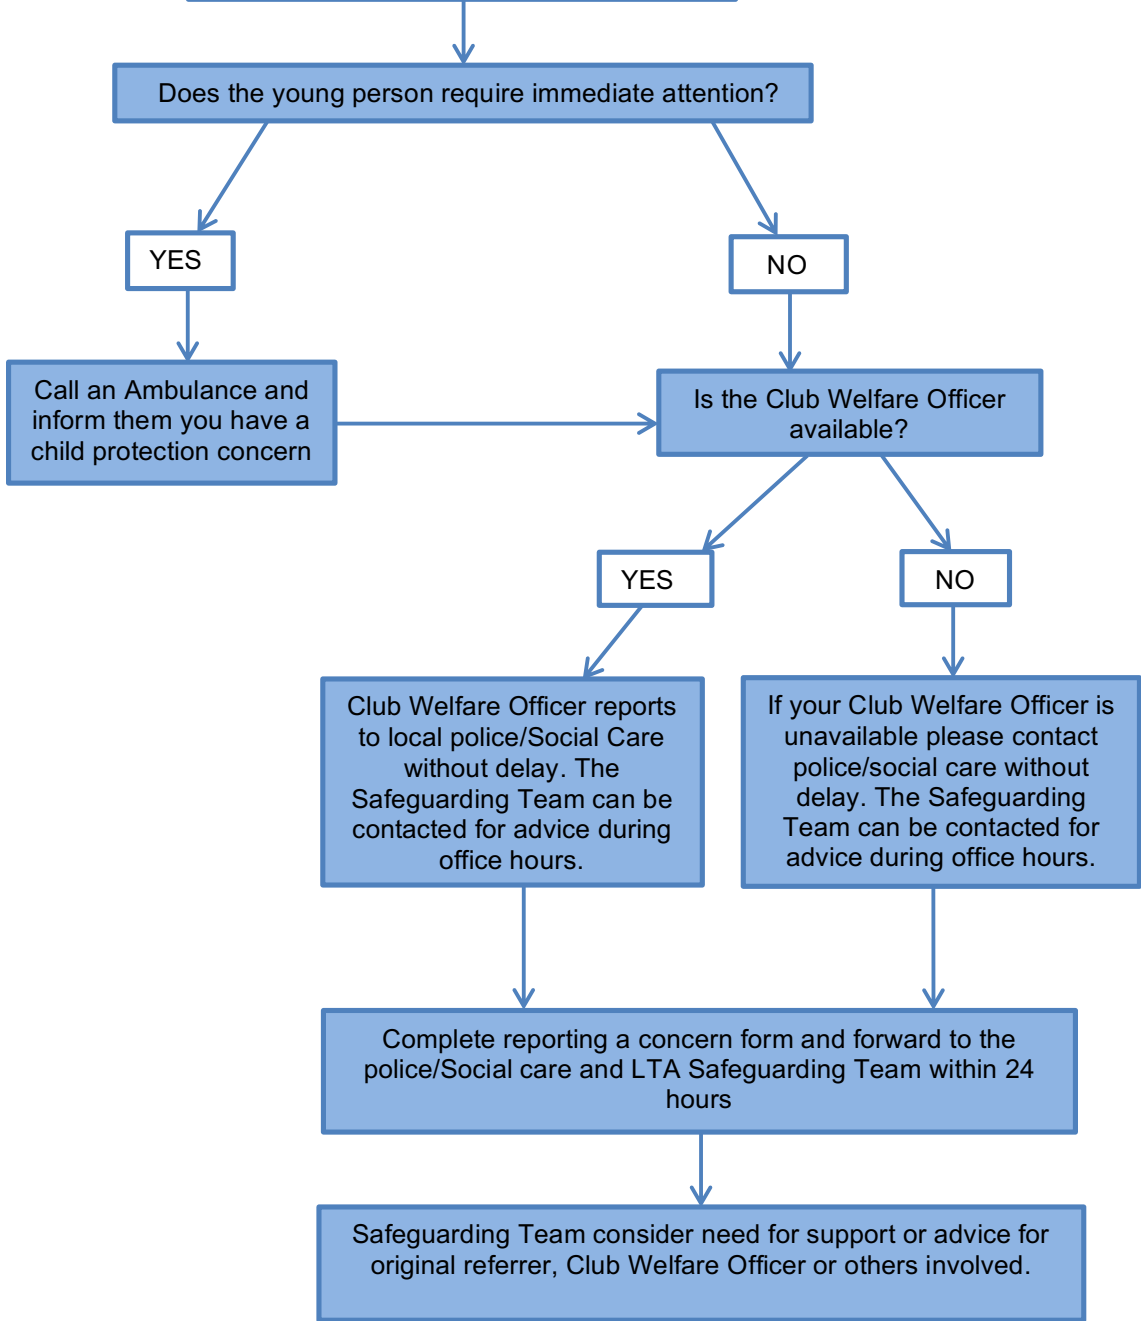 Does the young person require immediate attention?
YES
NO
Call an Ambulance and
inform them you have a
child protection concern
Is the Club Welfare Officer
available?
YES
NO
Club Welfare Officer reports
to local police/Social Care
without delay. The
Safeguarding Team can be
contacted for advice during
office hours.
If your Club Welfare Officer is
unavailable please contact
police/social care without
delay. The Safeguarding
Team can be contacted for
advice during office hours.
Complete reporting a concern form and forward to the
police/Social care and LTA Safeguarding Team within 24
hours
Safeguarding Team consider need for support or advice for
original referrer, Club Welfare Officer or others involved.